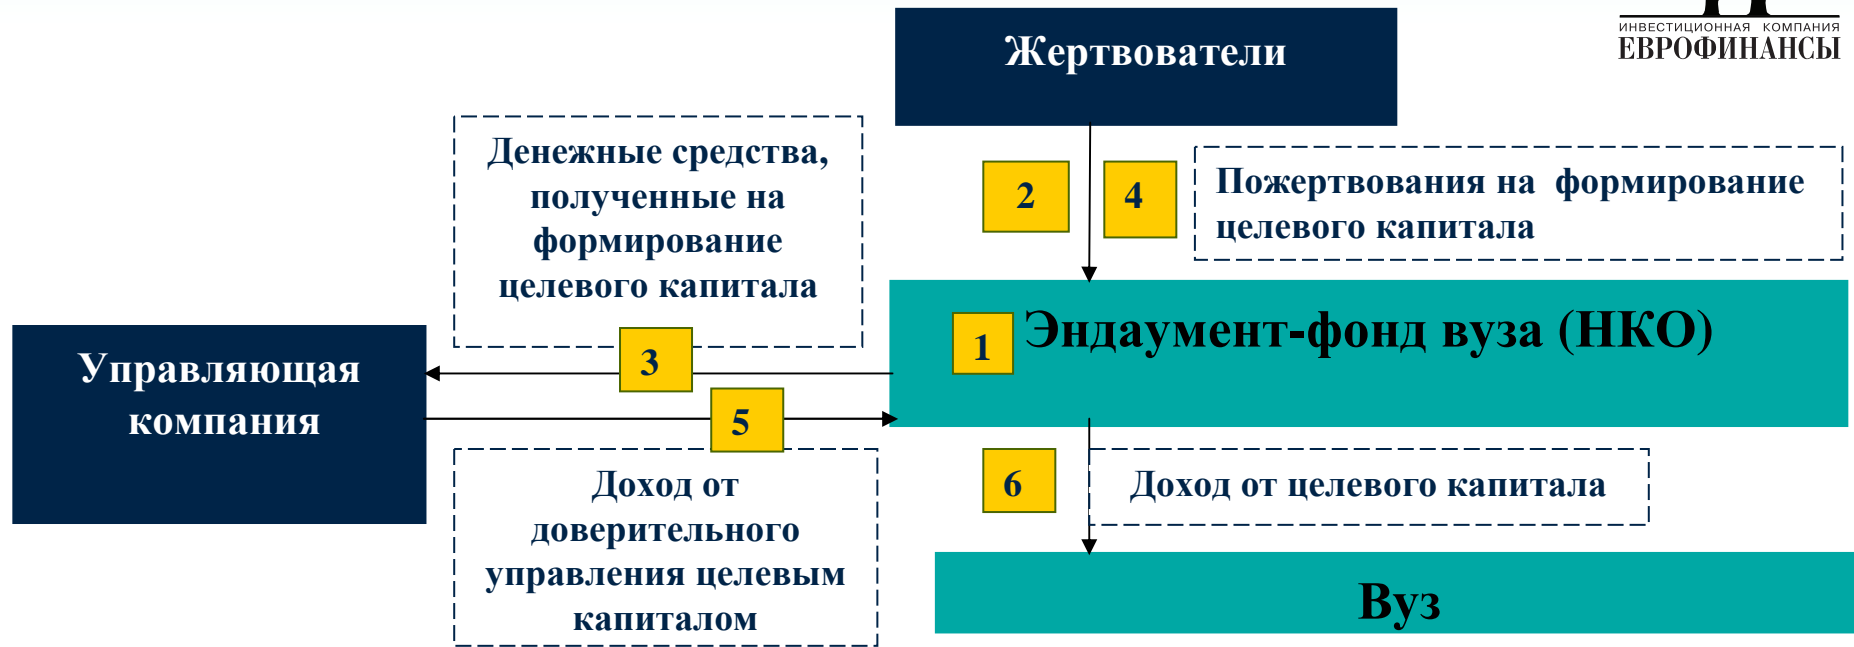 ИНВЕСТИЦИОННАЯ КОМПАНИЯ
ЕВРОФИНАНСЫ
Жертвователи
Денежные средства,
полученные на
формирование
целевого капитала
2
4
Пожертвования на формирование
целевого капитала
1
Эндаумент-фонд вуза (НКО)
Управляющая
компания
3
5
Доход от
доверительного
управления целевым
капиталом
6
Доход от целевого капитала
Вуз